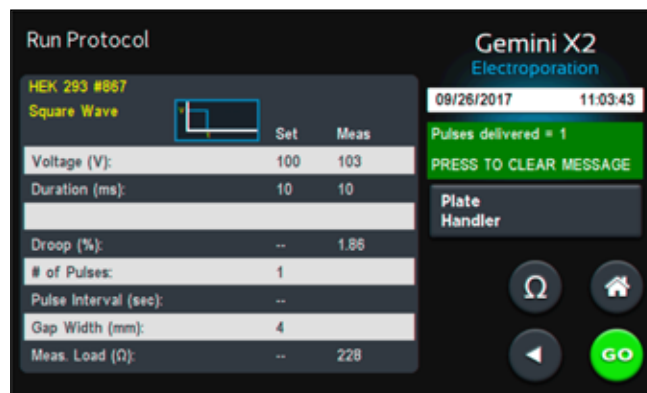 Run Protocol
Gemini X2
Electroporation
HEK 293 #867
Square Wave
V
t
Set Meas
Voltage (V): 100 103
Duration (ms): 10 10
Droop (%): -- 1.86
# of Pulses: 1
Pulse Interval (sec): --
Gap Width (mm): 4
Meas. Load (Ω): -- 228
09/26/2017 11:03:43
Pulses delivered = 1
PRESS TO CLEAR MESSAGE
Plate
Handler
Ω
GO